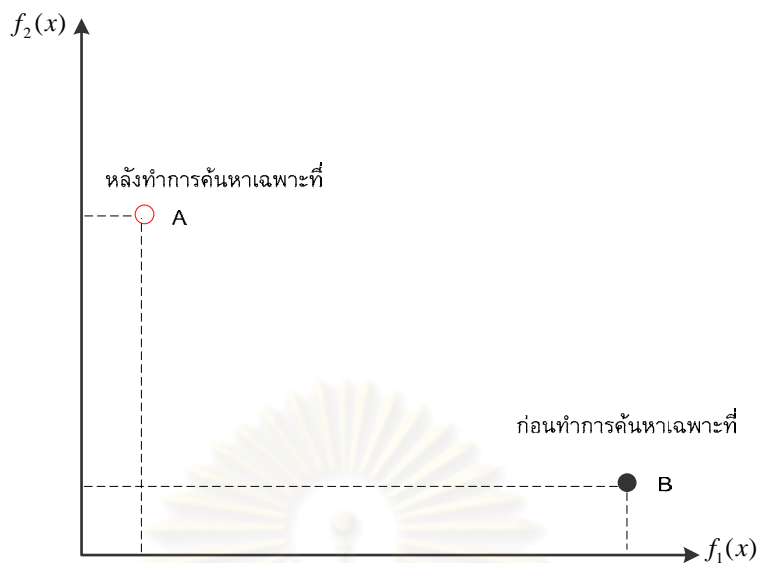 f₂(x)
หลังทำการค้นหาเฉพาะที่
A
ก่อนทำการค้นหาเฉพาะที่
B
f₁(x)